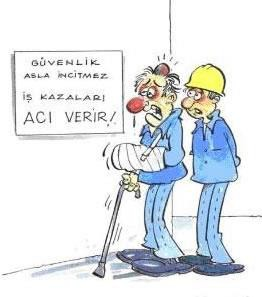 GÜVENLİK
ASLA İNCİTMEZ
İŞ KAZALARI
ACI VERİR!